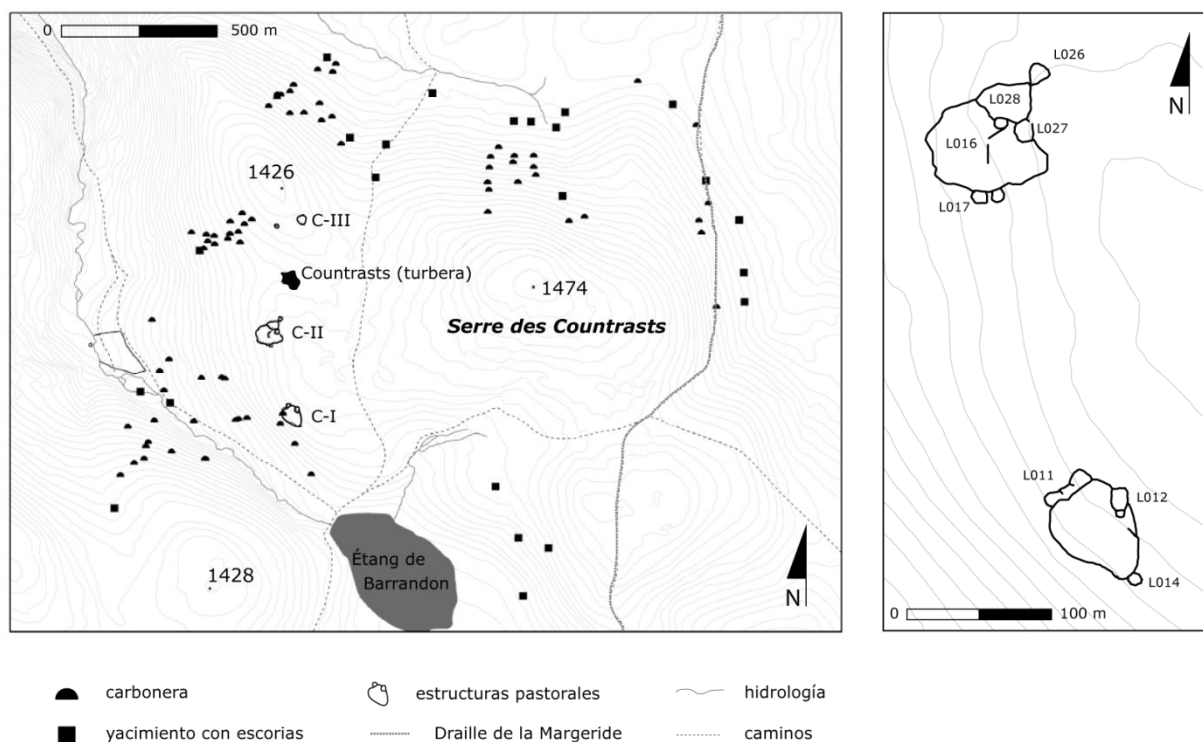 0 500 m
1426
C-III
Countrasts (turbera)
1474
Serre des Countrasts
C-II
C-I
Étang de
Barrandon
1428
N
N
L026
L028
L027
L016
L017
L011
L012
L014
0 100 m
carbonera
estructuras pastorales
hidrología
yacimiento con escorias
Draille de la Margeride
caminos